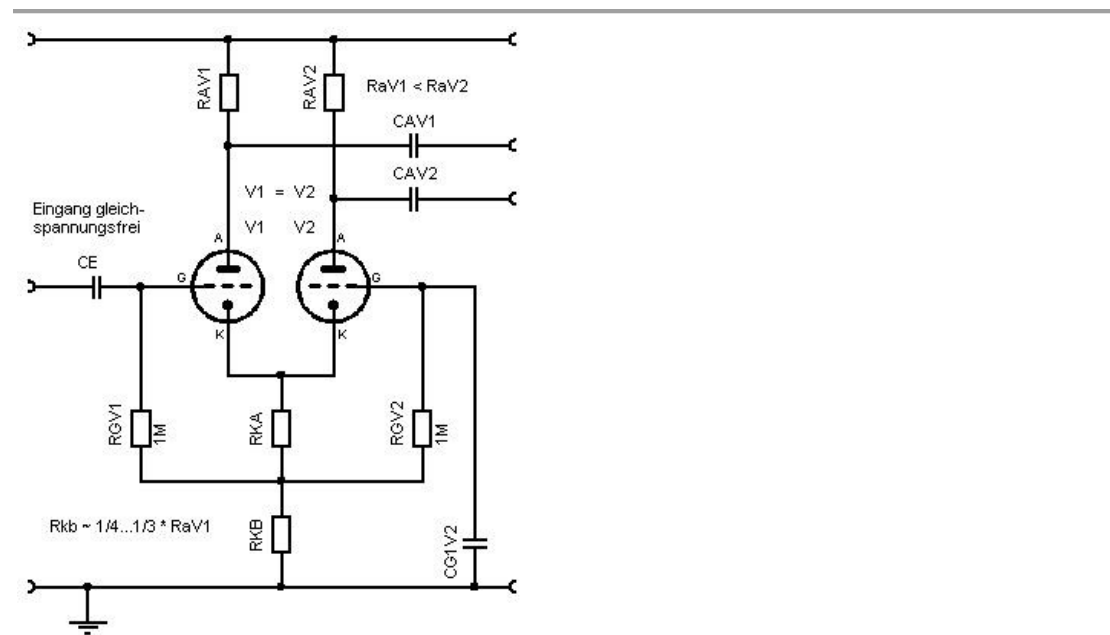 RAV1
RAV2
RaV1 < RaV2
CAV1
CAV2
V1 = V2
Eingang gleich-
spannungsfrei
V1 V2
A
A
CE
G
G
K
K
RGV1
1M
RKA
RGV2
1M
Rkb ~ 1/4...1/3 * RaV1
RKB
CG1V2